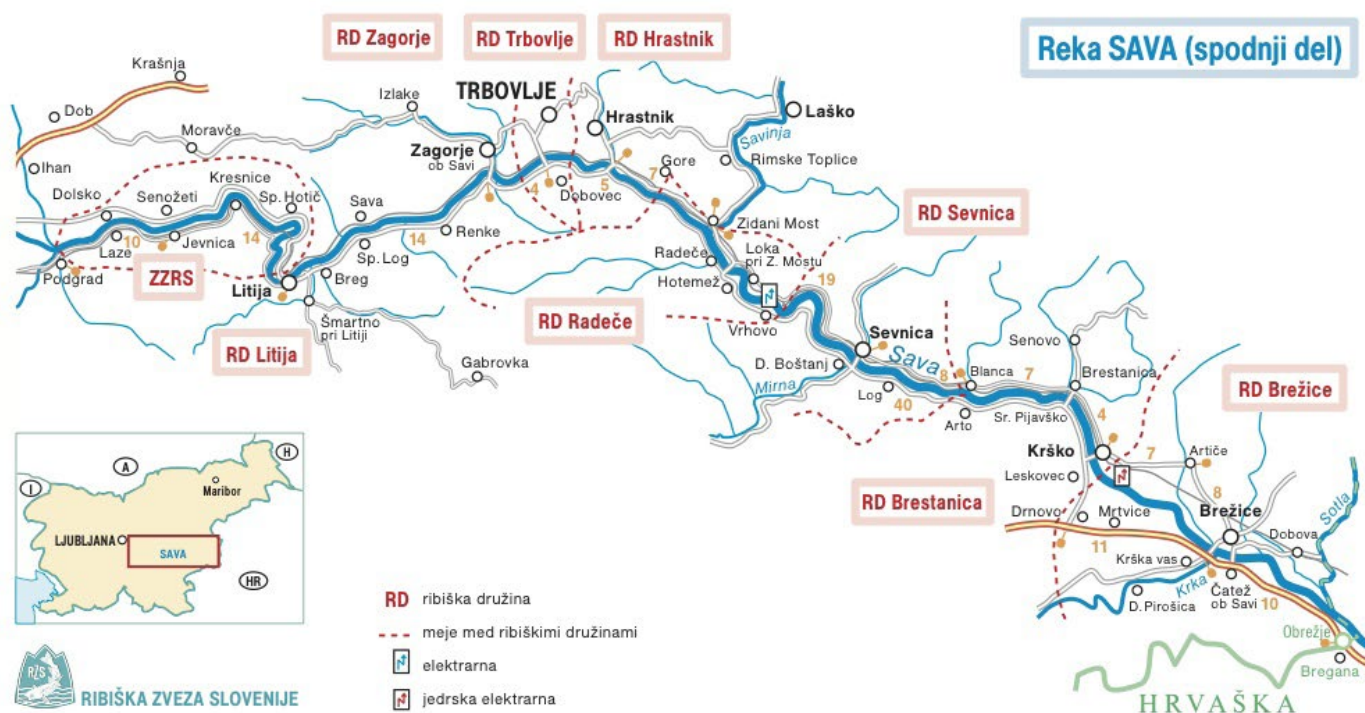 RD Zagorje
RD Trbovlje
RD Hrastnik
Reka SAVA (spodnji del)
Krašnja
Dob
Izlake
TRBOVLJE
Hrastnik
Laško
Savinja
Moravče
Zagorje
ob Savi
Rimske Toplice
Ihan
Gore
7
5
4
Dobovec
Dolsko
Senožeti
Kresnice
Sp. Hotič
Sava
Renke
14
Sp. Log
Zidani Most
RD Sevnica
10
Laze
Jevnica
14
Podgrad
ZZRS
Litija
Breg
Radeče
Loka
pri Z. Mostu
Hotemež
19
Vrhovo
RD Radeče
RD Litija
Šmartno
pri Litiji
Gabrovka
Sevnica
Sava
D. Boštanj
Mirna
Log
40
8
Blanca
7
Arto
Sr. Pijavško
Senovo
Brestanica
4
RD Brežice
Krško
7
Artiče
Leskovec
8
RD Brestanica
Drnovo
Mrtvice
Brežice
Sotla
Dobova
11
Krška vas
Krka
Čatež
ob Savi
10
D. Pirošica
Obrežje
Bregana
HRVAŠKA
A
H
I
Maribor
LJUBLJANA
SAVA
HR
RD ribiška družina
meje med ribiškimi družinami
elektrarna
jedrska elektrarna
RZS
RIBIŠKA ZVEZA SLOVENIJE